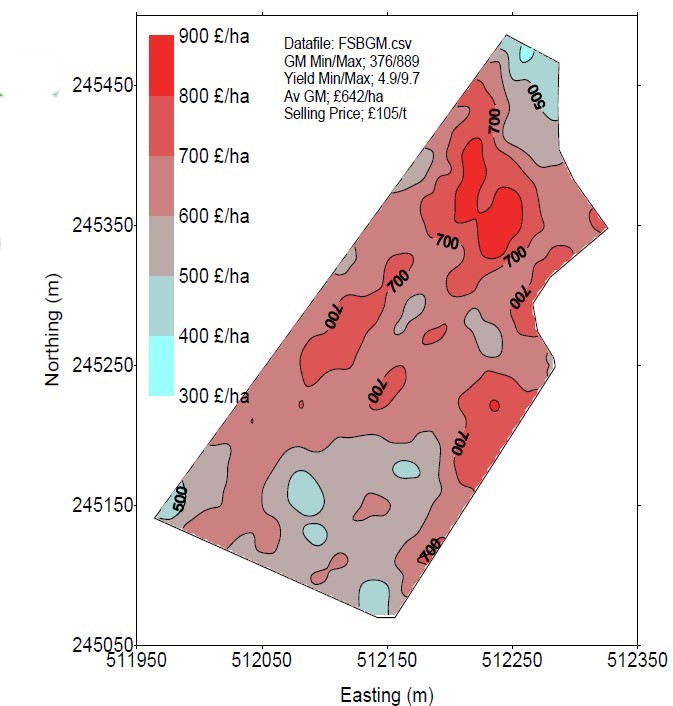 900 £/ha
800 £/ha
700 £/ha
600 £/ha
500 £/ha
400 £/ha
300 £/ha
Datafile: FSBGM.csv
GM Min/Max; 376/889
Yield Min/Max; 4.9/9.7
Av GM; £642/ha
Selling Price; £105/t
245450
245350
245250
245150
245050
Northing (m)
500
700
700
700
700
700
700
700
700
500
700
511950
512050
512150
512250
512350
Easting (m)